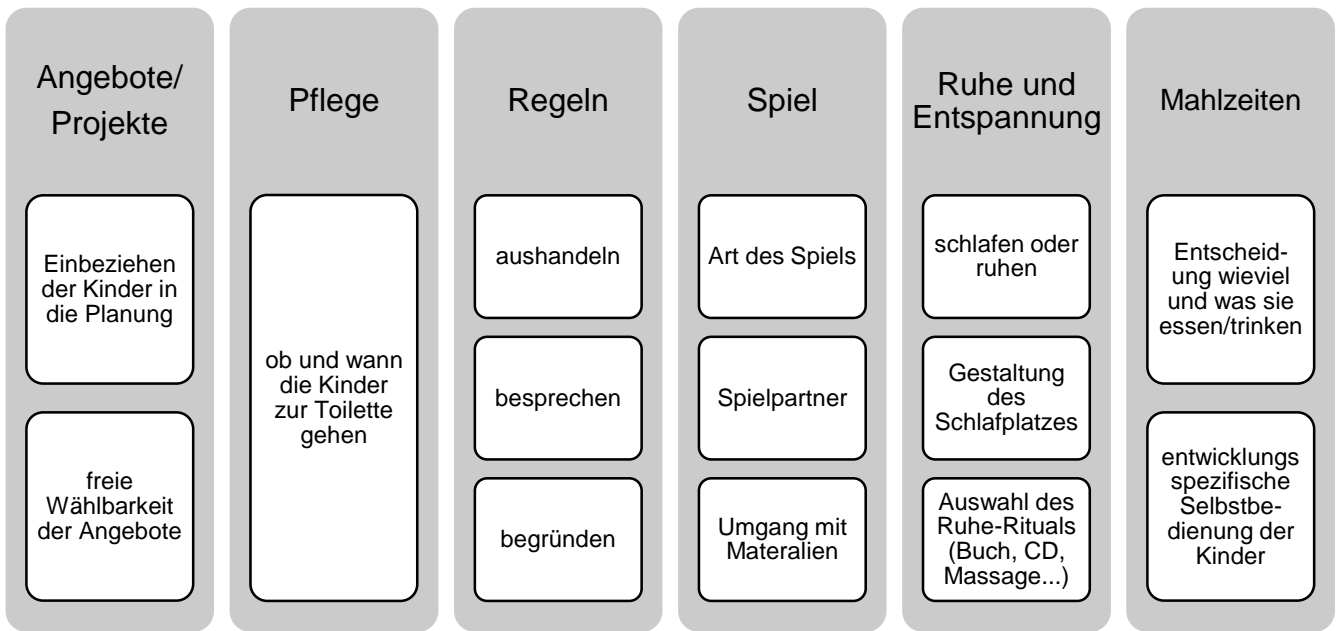 Angebote/
Projekte
Einbeziehen
der Kinder in
die Planung
freie
Wählbarkeit
der Angebote
Pflege
ob und wann
die Kinder
zur Toilette
gehen
Regeln
aushandeln
besprechen
begründen
Spiel
Art des Spiels
Spielpartner
Umgang mit
Materalien
Ruhe und
Entspannung
schlafen oder
ruhen
Gestaltung
des
Schlafplatzes
Auswahl des
Ruhe-Rituals
(Buch, CD,
Massage...)
Mahlzeiten
Entscheid-
ung wieviel
und was sie
essen/trinken
entwicklungs
spezifische
Selbstbe-
dienung der
Kinder